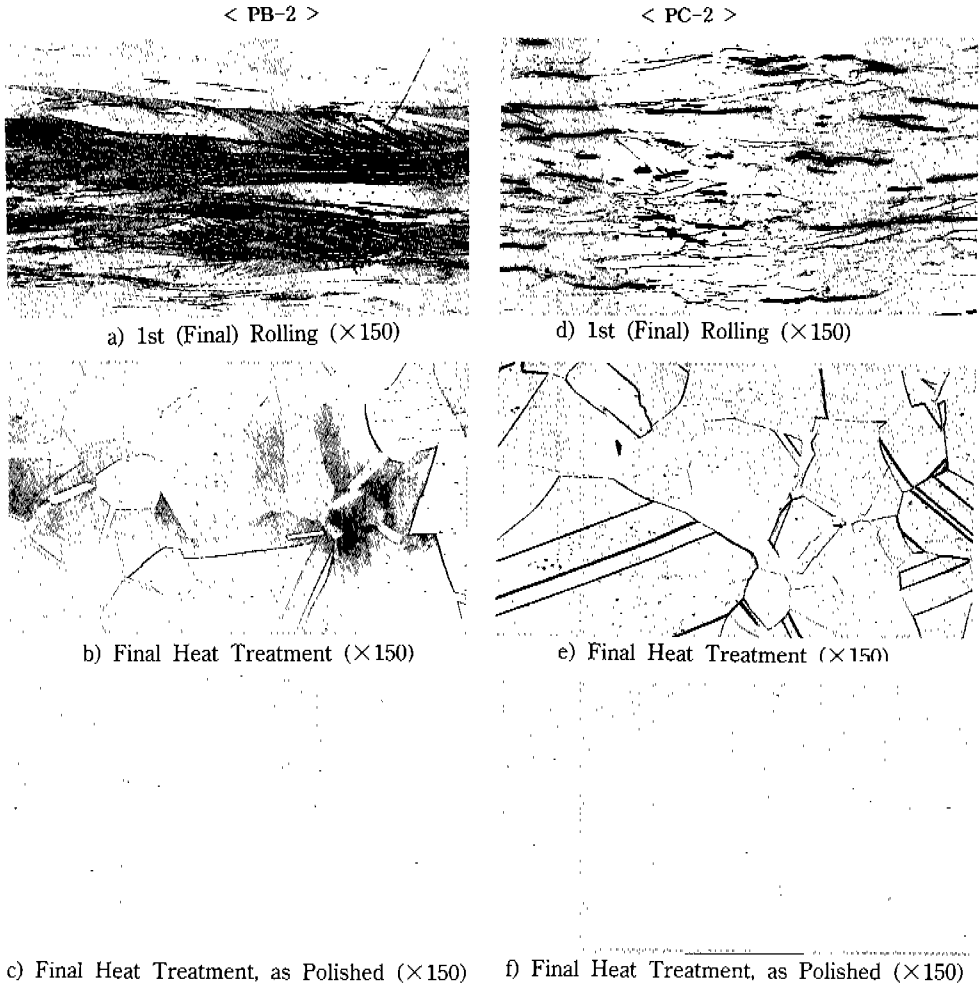 < PB-2 >
< PC-2 >
a) 1st (Final) Rolling (×150)
d) 1st (Final) Rolling (×150)
b) Final Heat Treatment (×150)
e) Final Heat Treatment (×150)
c) Final Heat Treatment, as Polished (×150)
f) Final Heat Treatment, as Polished (×150)